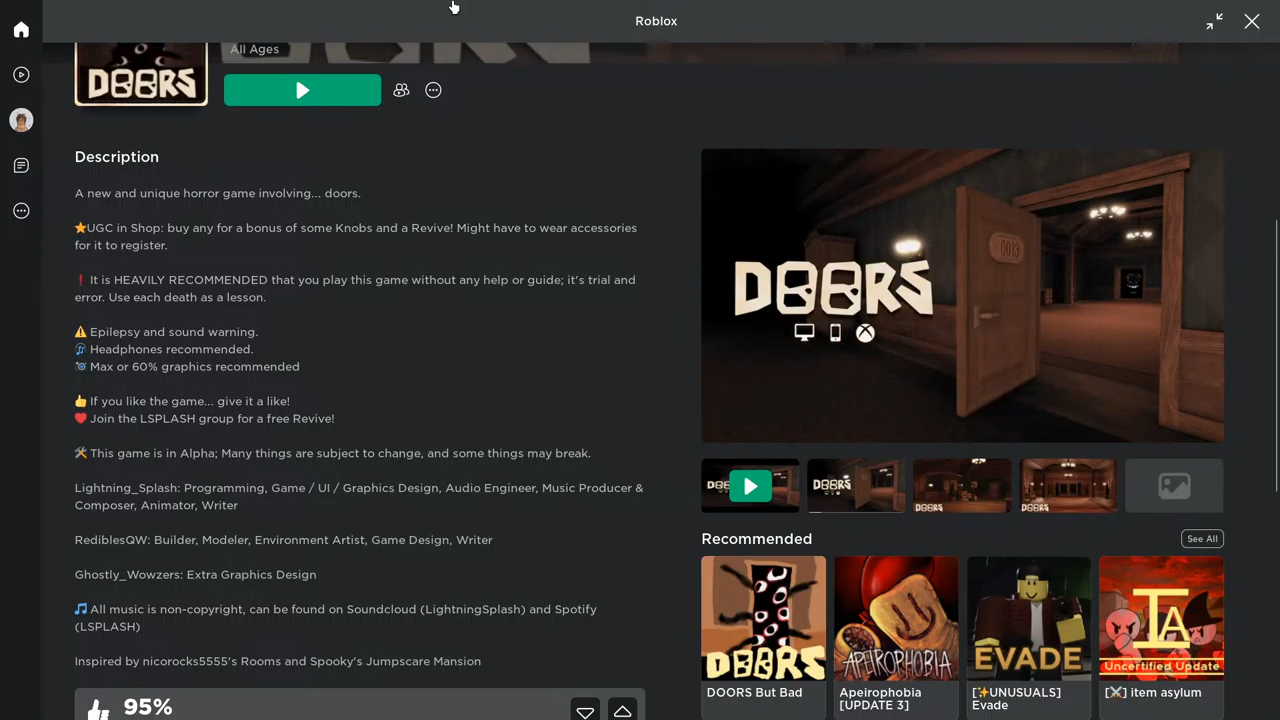 Roblox
All Ages
DOORS
Description
A new and unique horror game involving... doors.
⭐UGC in Shop: buy any for a bonus of some Knobs and a Revive! Might have to wear accessories
for it to register.
❗ It is HEAVILY RECOMMENDED that you play this game without any help or guide; it's trial and
error. Use each death as a lesson.
⚠️ Epilepsy and sound warning.
🎧 Headphones recommended.
📽️ Max or 60% graphics recommended
👍 If you like the game... give it a like!
❤️ Join the LSPLASH group for a free Revive!
🛠️ This game is in Alpha; Many things are subject to change, and some things may break.
Lightning_Splash: Programming, Game / UI / Graphics Design, Audio Engineer, Music Producer &
Composer, Animator, Writer
RediblesQW: Builder, Modeler, Environment Artist, Game Design, Writer
Ghostly_Wowzers: Extra Graphics Design
🎵 All music is non-copyright, can be found on Soundcloud (LightningSplash) and Spotify
(LSPLASH)
Inspired by nicorocks5555's Rooms and Spooky's Jumpscare Mansion
95%
DOORS
0013
DOORS
DOORS
DOORS
Recommended
See All
DOORS
APEIROPHOBIA
EVADE
IA
Uncertified Update
DOORS But Bad
Apeirophobia
[UPDATE 3]
[✨UNUSUALS]
Evade
[⚔️] item asylum